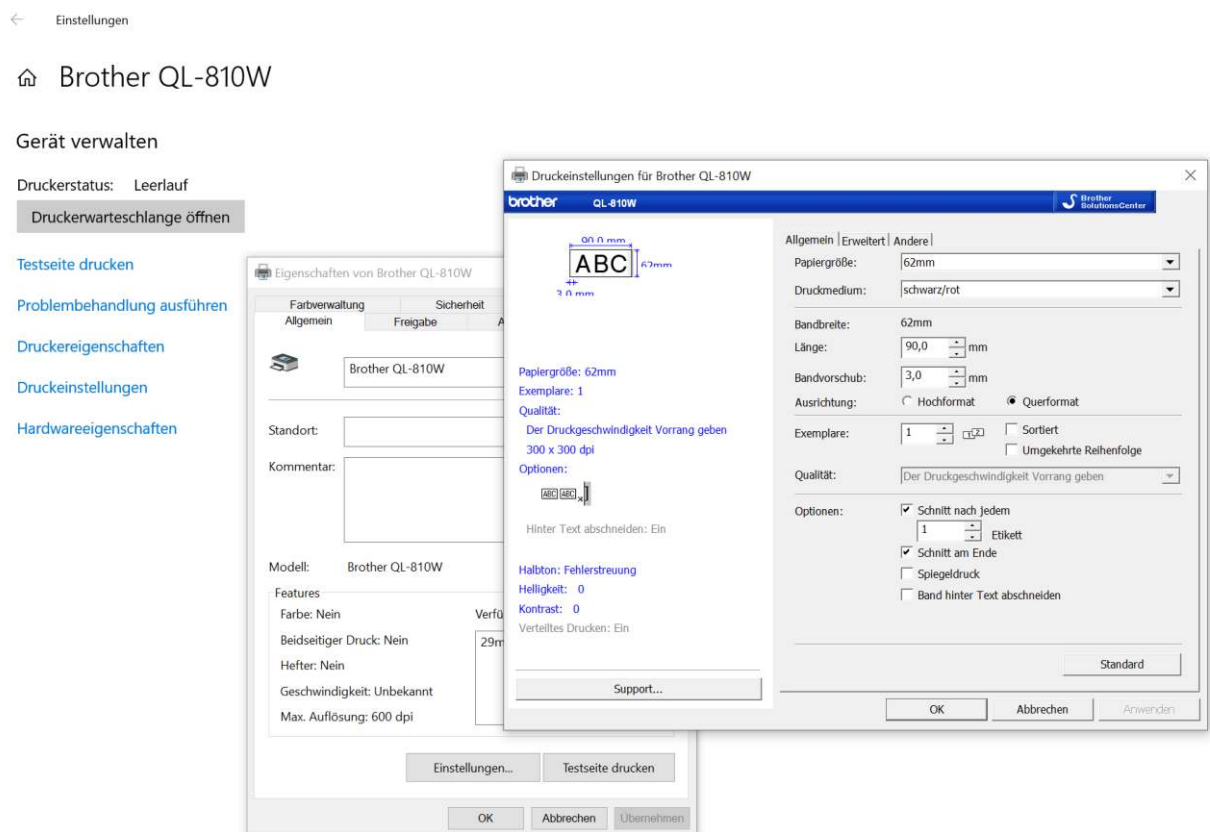 Einstellungen
Brother QL-810W
Gerät verwalten
Druckerstatus: Leerlauf
Druckerwarteschlange öffnen
Testseite drucken
Problembehandlung ausführen
Druckereigenschaften
Druckeinstellungen
Hardwareeigenschaften
Eigenschaften von Brother QL-810W
Farbverwaltung Sicherheit
Allgemein Freigabe A
Brother QL-810W
Standort:
Kommentar:
Modell: Brother QL-810W
Features
Farbe: Nein Verfü
Beidseitiger Druck: Nein 29m
Hefter: Nein
Geschwindigkeit: Unbekannt
Max. Auflösung: 600 dpi
Einstellungen... Testseite drucken
OK Abbrechen Übernehmen
Druckeinstellungen für Brother QL-810W
brother QL-810W Brother
SolutionsCenter
90.0 mm
ABC 62mm
3.0 mm
Papiergröße: 62mm
Exemplare: 1
Qualität:
Der Druckgeschwindigkeit Vorrang geben
300 x 300 dpi
Optionen:
ABC ABC
Hinter Text abschneiden: Ein
Halbton: Fehlerstreuung
Helligkeit: 0
Kontrast: 0
Verteiltes Drucken: Ein
Support...
Allgemein Erweitert Andere
Papiergröße: 62mm
Druckmedium: schwarz/rot
Bandbreite: 62mm
Länge: 90,0 mm
Bandvorschub: 3,0 mm
Ausrichtung: Hochformat Querformat
Exemplare: 1 1 2 Sortiert
Umgekehrte Reihenfolge
Qualität: Der Druckgeschwindigkeit Vorrang geben
Optionen: Schnitt nach jedem
1 Etikett
Schnitt am Ende
Spiegeldruck
Band hinter Text abschneiden
Standard
OK Abbrechen Anwenden